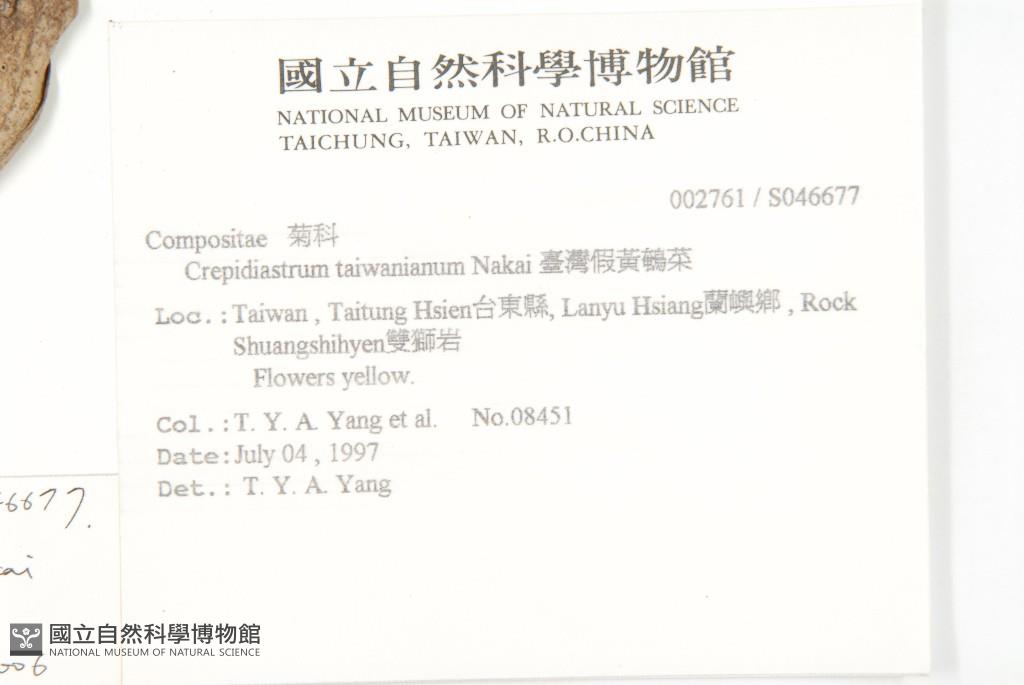 國立自然科學博物館
NATIONAL MUSEUM OF NATURAL SCIENCE
TAICHUNG, TAIWAN, R.O.CHINA
002761 / S046677
Compositae 菊科
Crepidiastrum taiwanianum Nakai 臺灣假黃鵪菜
Loc.: Taiwan , Taitung Hsien台東縣, Lanyu Hsiang蘭嶼鄉 , Rock
Shuangshihyen雙獅岩
Flowers yellow.
Col.: T. Y. A. Yang et al. No.08451
Date: July 04 , 1997
Det.: T. Y. A. Yang
6677.
ai
006
國立自然科學博物館
NATIONAL MUSEUM OF NATURAL SCIENCE